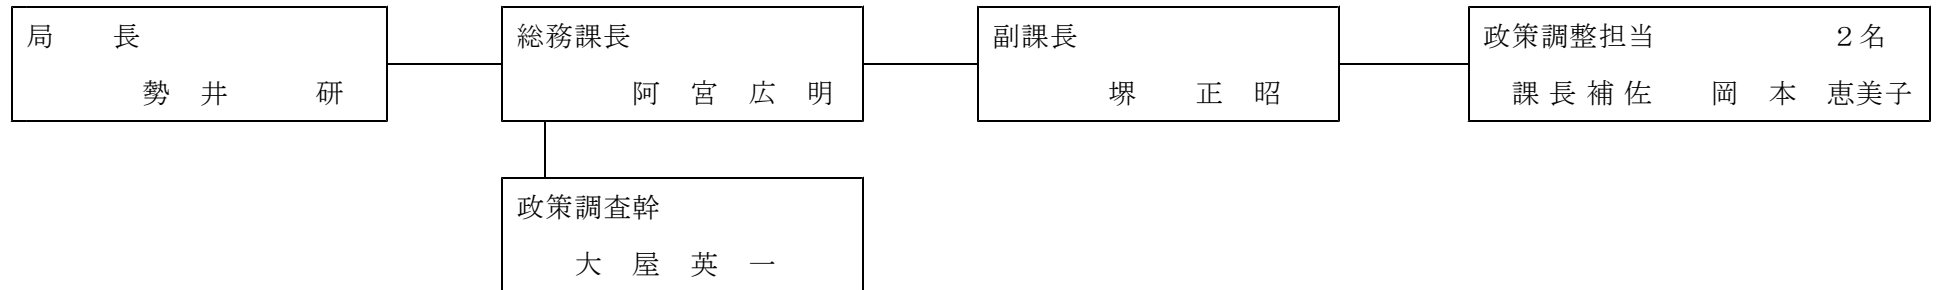 局　　長
勢　井　　　研
総務課長
阿　宮　広　明
副課長
堺　　正　昭
政策調整担当　　　　　　２名
課 長 補 佐　　岡　本　恵美子
政策調査幹
大　屋　英　一